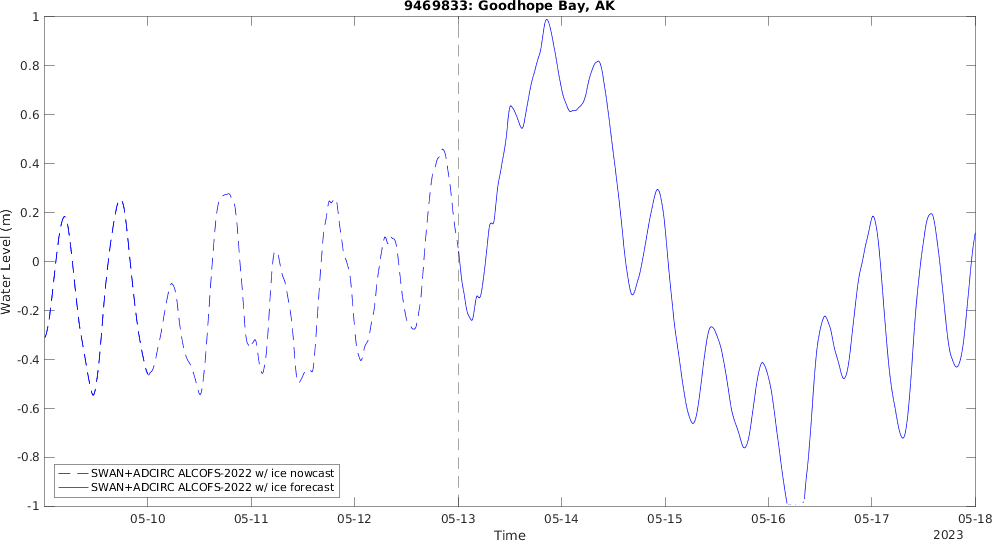 9469833: Goodhope Bay, AK
1
0.8
0.6
0.4
0.2
0
-0.2
-0.4
-0.6
-0.8
-1
Water Level (m)
SWAN+ADCIRC ALCOFS-2022 w/ ice nowcast
SWAN+ADCIRC ALCOFS-2022 w/ ice forecast
05-10 05-11 05-12 05-13 05-14 05-15 05-16 05-17 05-18
Time
2023